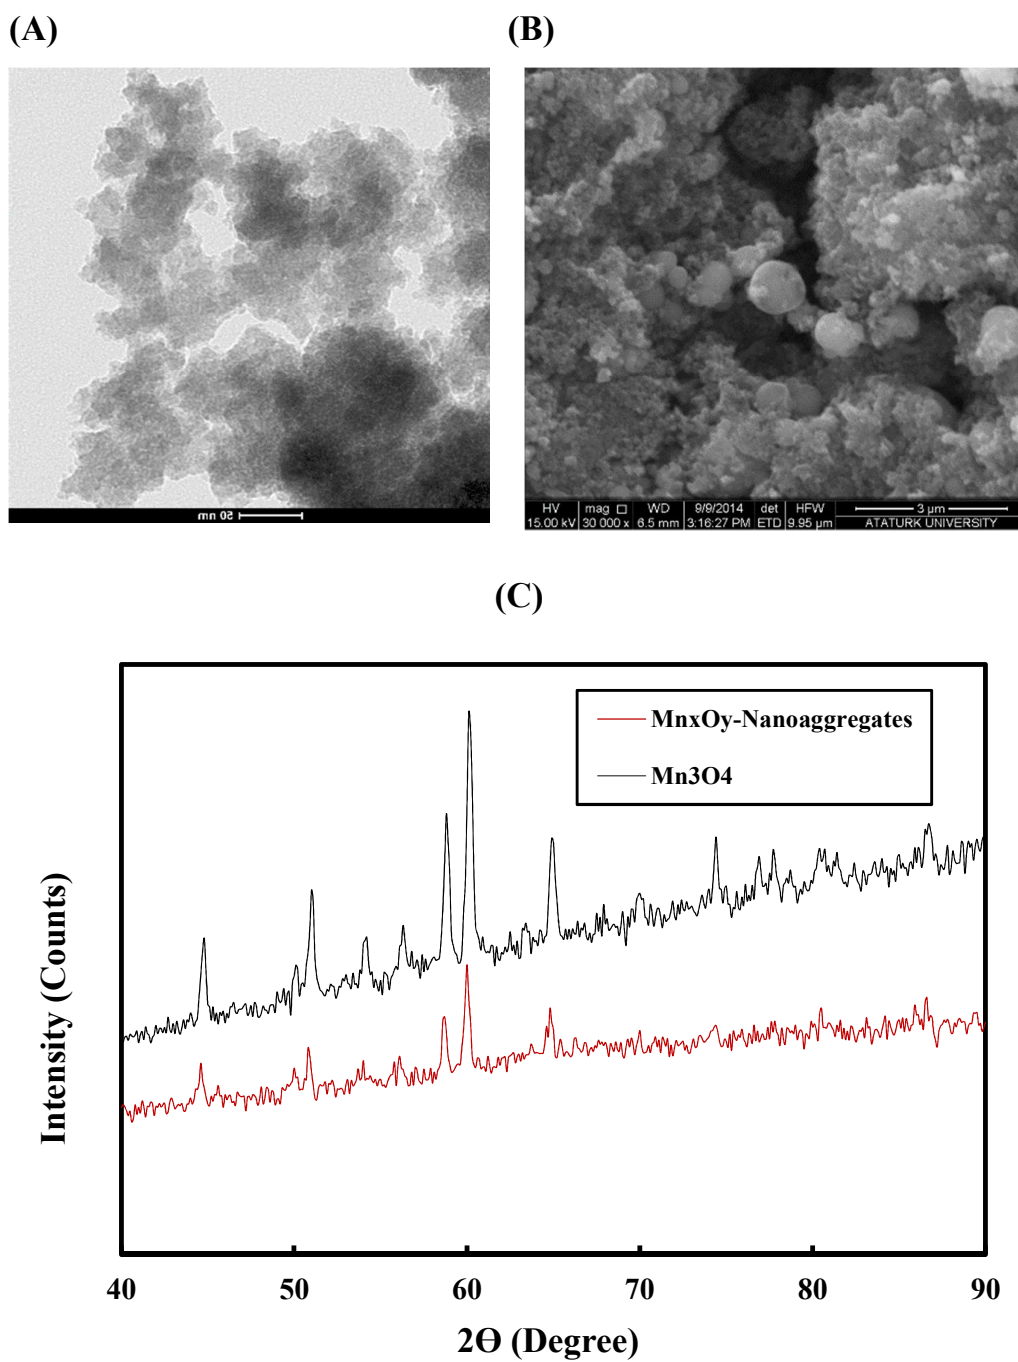 (A)
(B)
50 nm
HV mag □ WD 9/9/2014 det HFW 3 µm
15.00 kV 30 000 x 6.5 mm 3:16:27 PM ETD 9.95 µm ATATURK UNIVERSITY
(C)
MnxOy-Nanoaggregates
Mn3O4
Intensity (Counts)
40 50 60 70 80 90
2Ө (Degree)